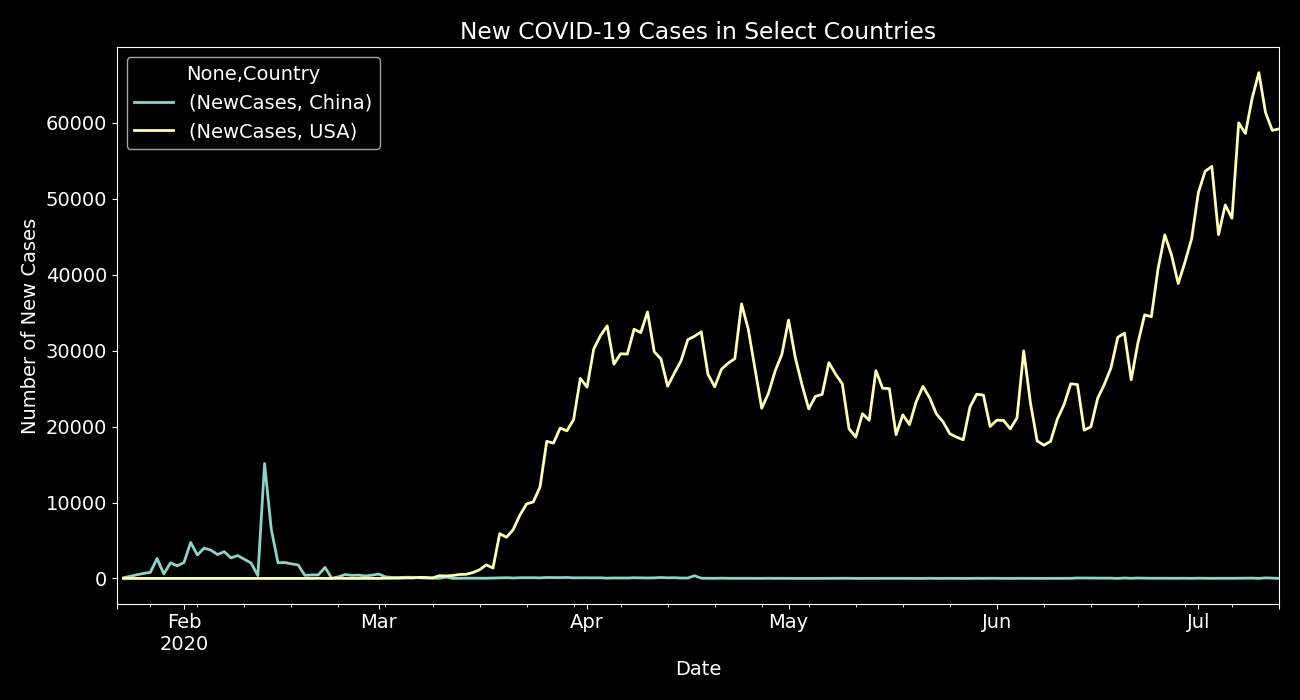 New COVID-19 Cases in Select Countries
None,Country
(NewCases, China)
(NewCases, USA)
Number of New Cases
60000
50000
40000
30000
20000
10000
0
Feb
2020
Mar
Apr
May
Jun
Jul
Date